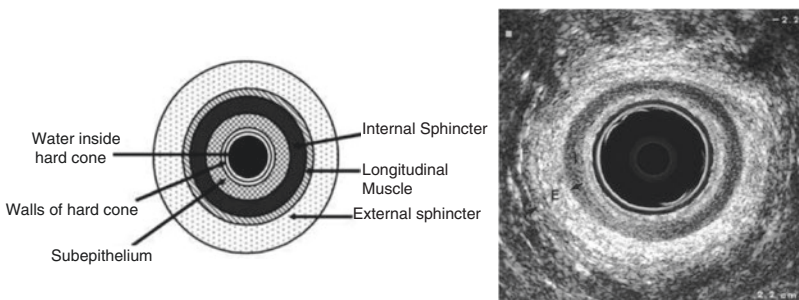 Water inside
hard cone
Walls of hard cone
Subepithelium
Internal Sphincter
Longitudinal
Muscle
External sphincter
E